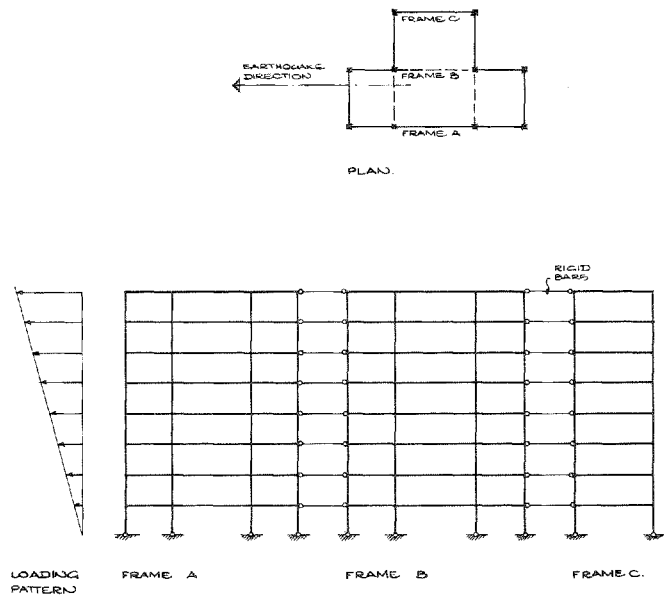 FRAME C
EARTHQUAKE
DIRECTION
FRAME B
FRAME A
PLAN.
RIGID
BARS
LOADING
PATTERN
FRAME A
FRAME B
FRAME C.